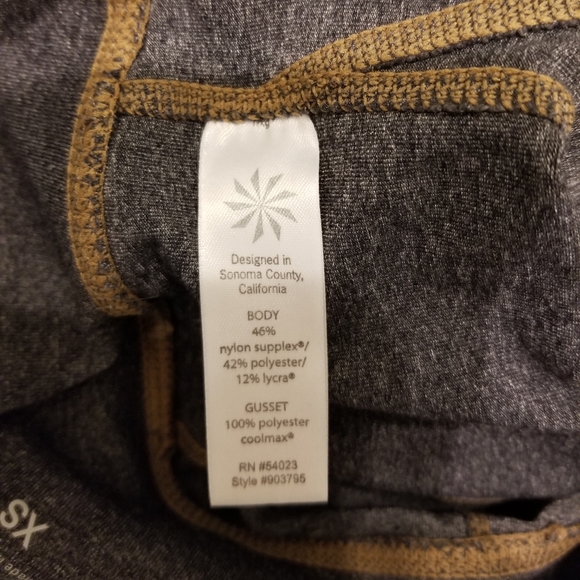 Designed in
Sonoma County,
California
BODY
46%
nylon supplex®/
42% polyester/
12% lycra®
GUSSET
100% polyester
coolmax®
RN #54023
Style #903795
XS